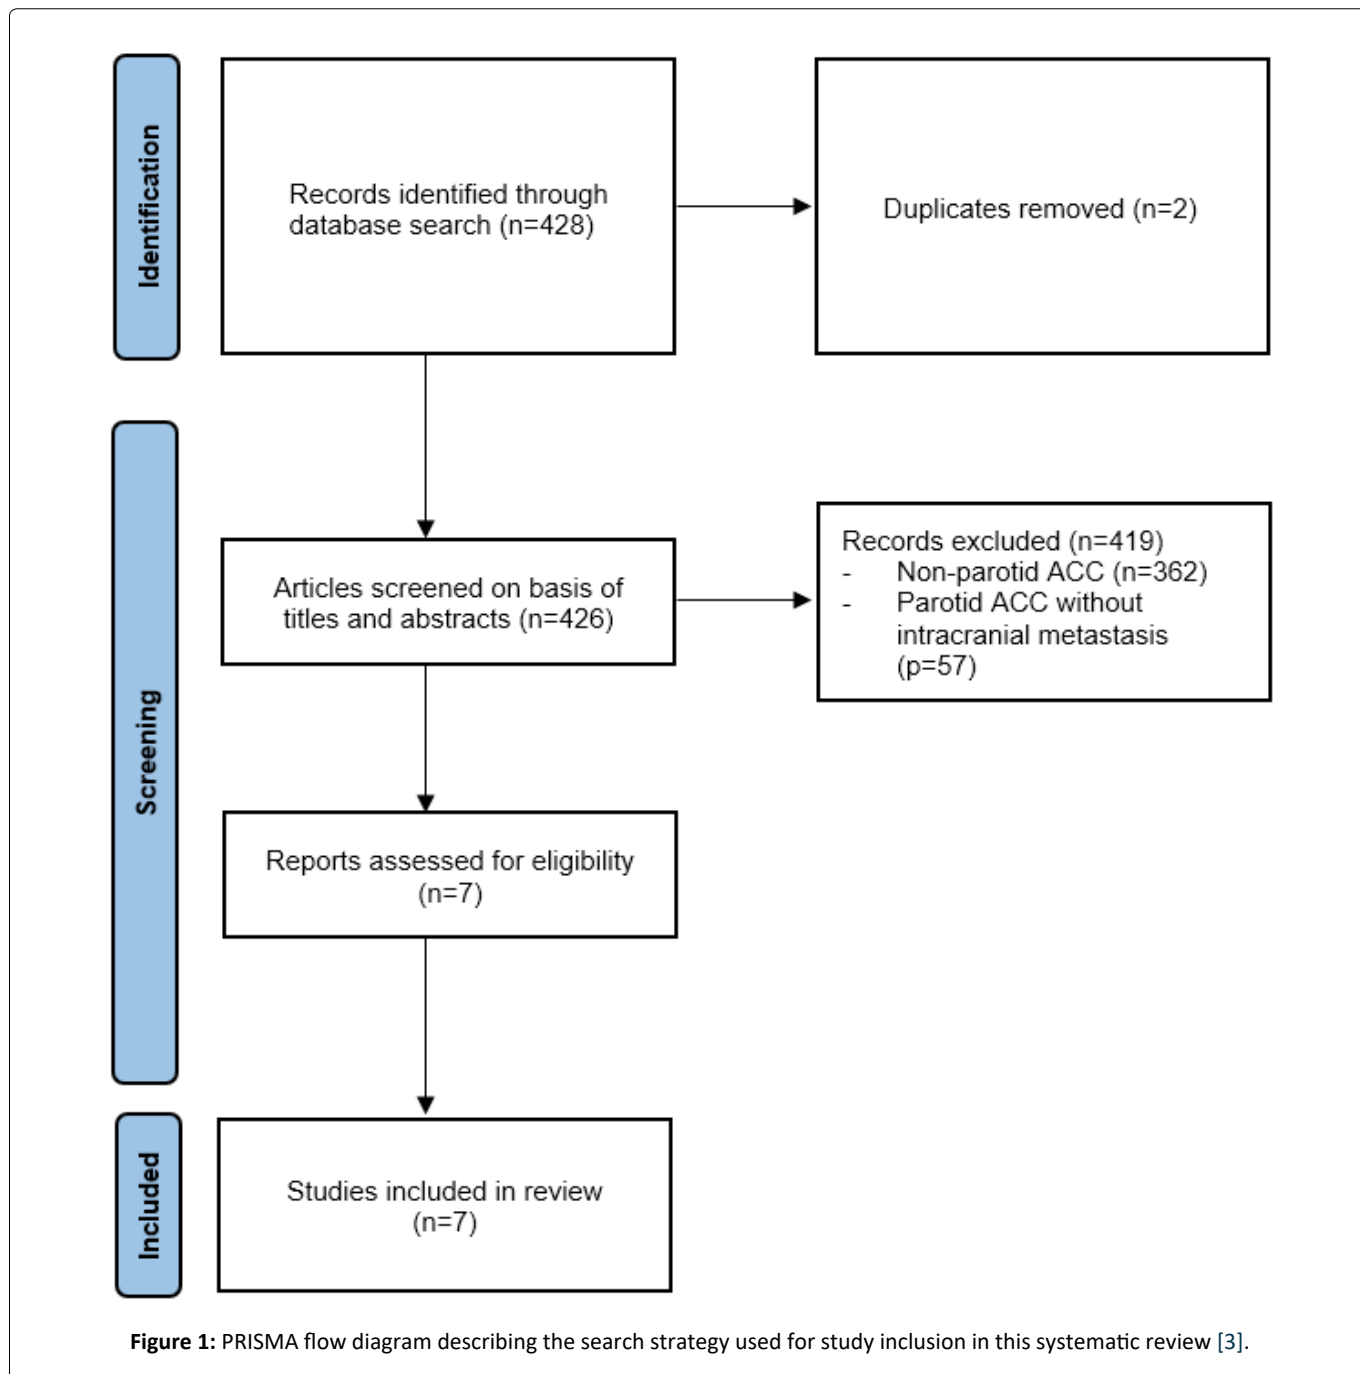 Identification
Records identified through
database search (n=428)
Duplicates removed (n=2)
Screening
Articles screened on basis of
titles and abstracts (n=426)
Records excluded (n=419)
- Non-parotid ACC (n=362)
- Parotid ACC without
intracranial metastasis
(p=57)
Reports assessed for eligibility
(n=7)
Included
Studies included in review
(n=7)
Figure 1: PRISMA flow diagram describing the search strategy used for study inclusion in this systematic review [3].